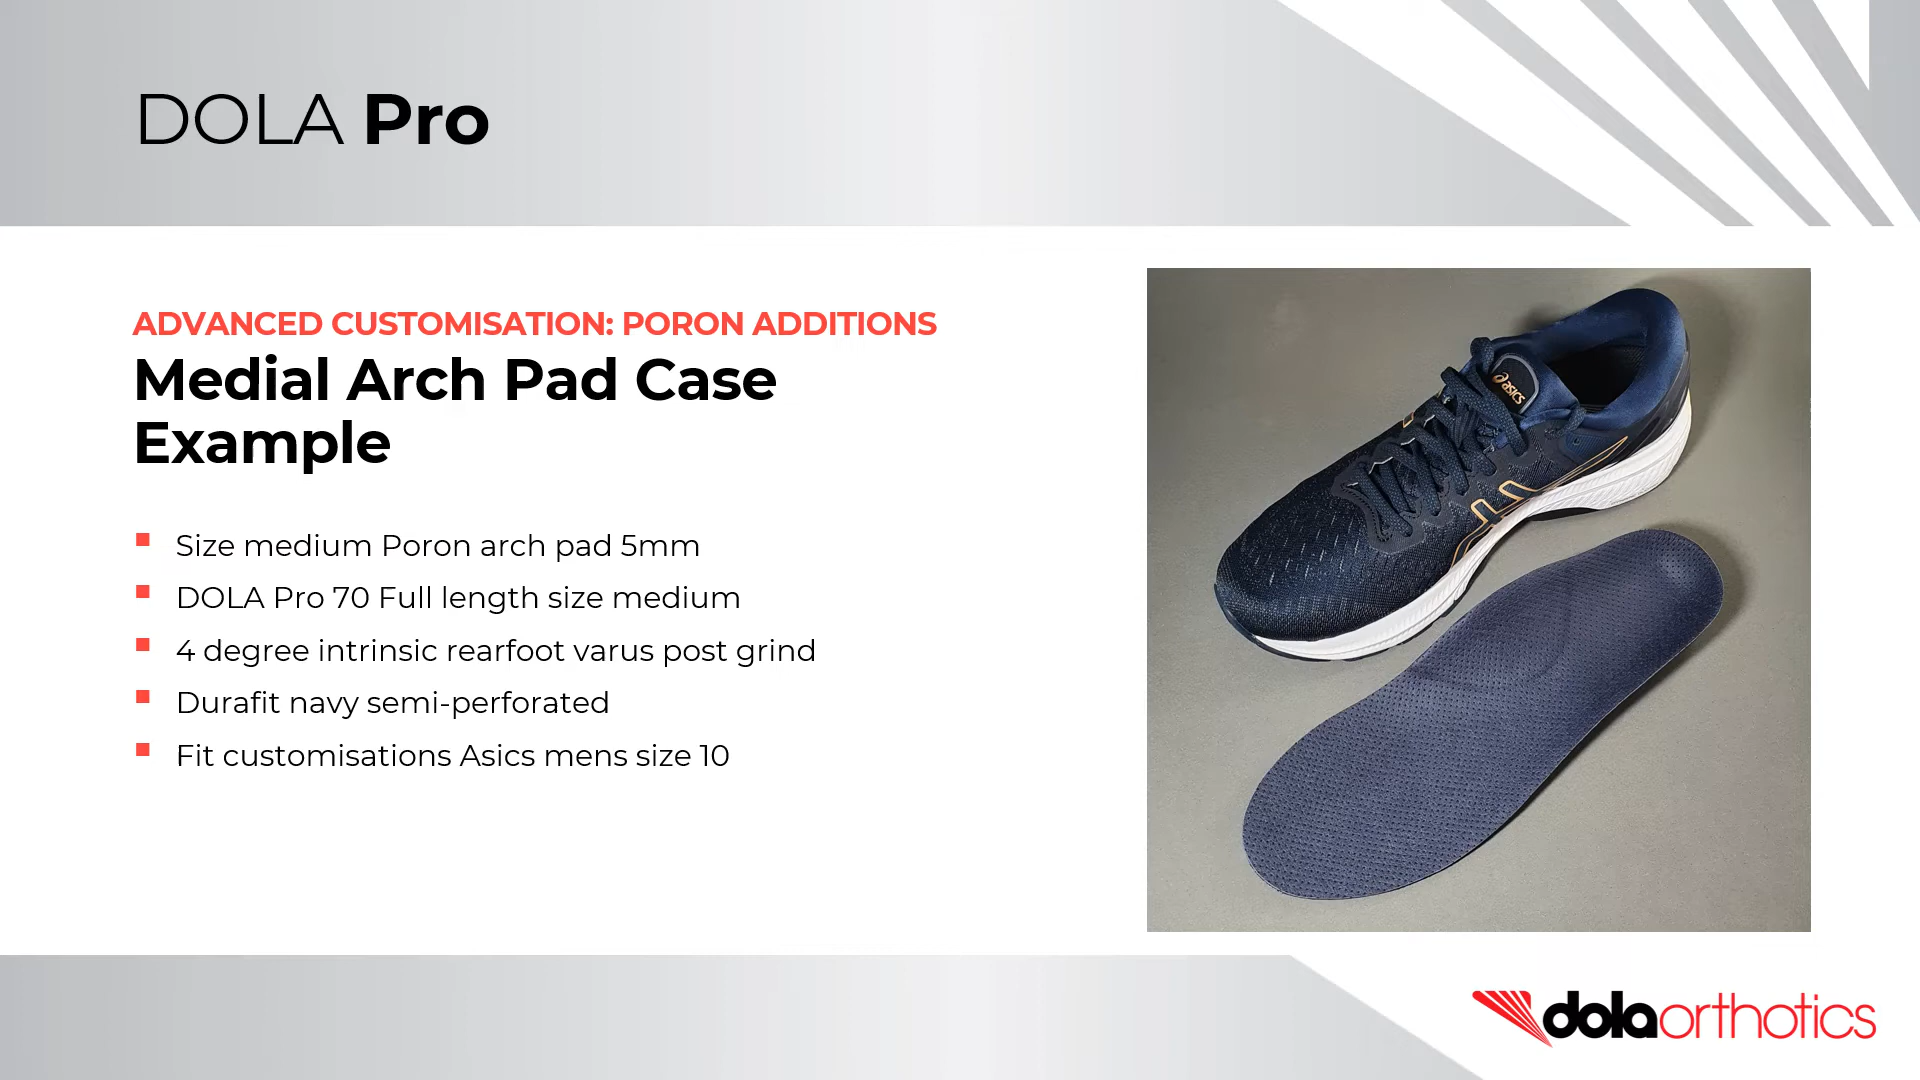 DOLA Pro
ADVANCED CUSTOMISATION: PORON ADDITIONS
Medial Arch Pad Case
Example
Size medium Poron arch pad 5mm
DOLA Pro 70 Full length size medium
4 degree intrinsic rearfoot varus post grind
Durafit navy semi-perforated
Fit customisations Asics mens size 10
asics
dolaorthotics